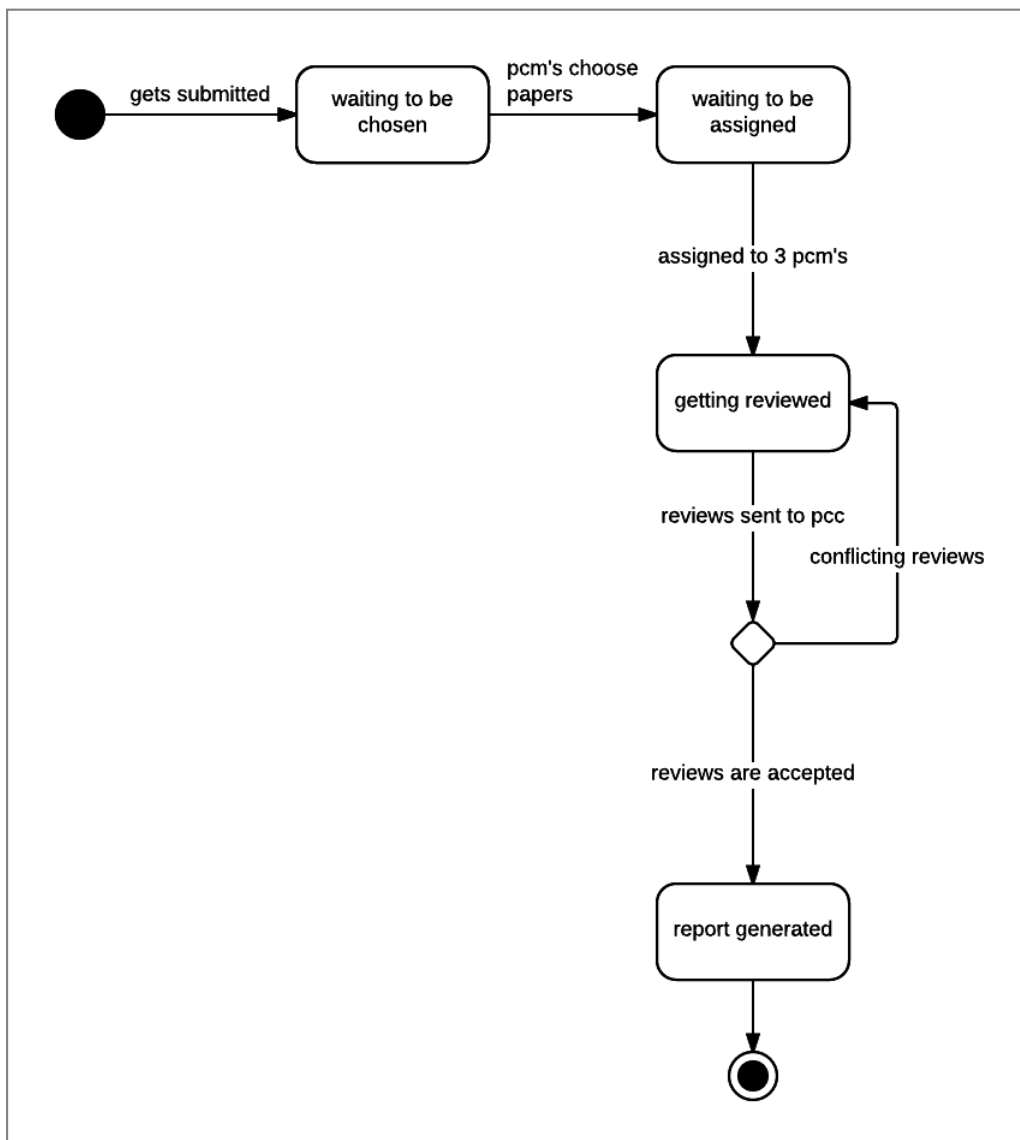 gets submitted
waiting to be
chosen
pcm's choose
papers
waiting to be
assigned
assigned to 3 pcm's
getting reviewed
reviews sent to pcc
conflicting reviews
reviews are accepted
report generated